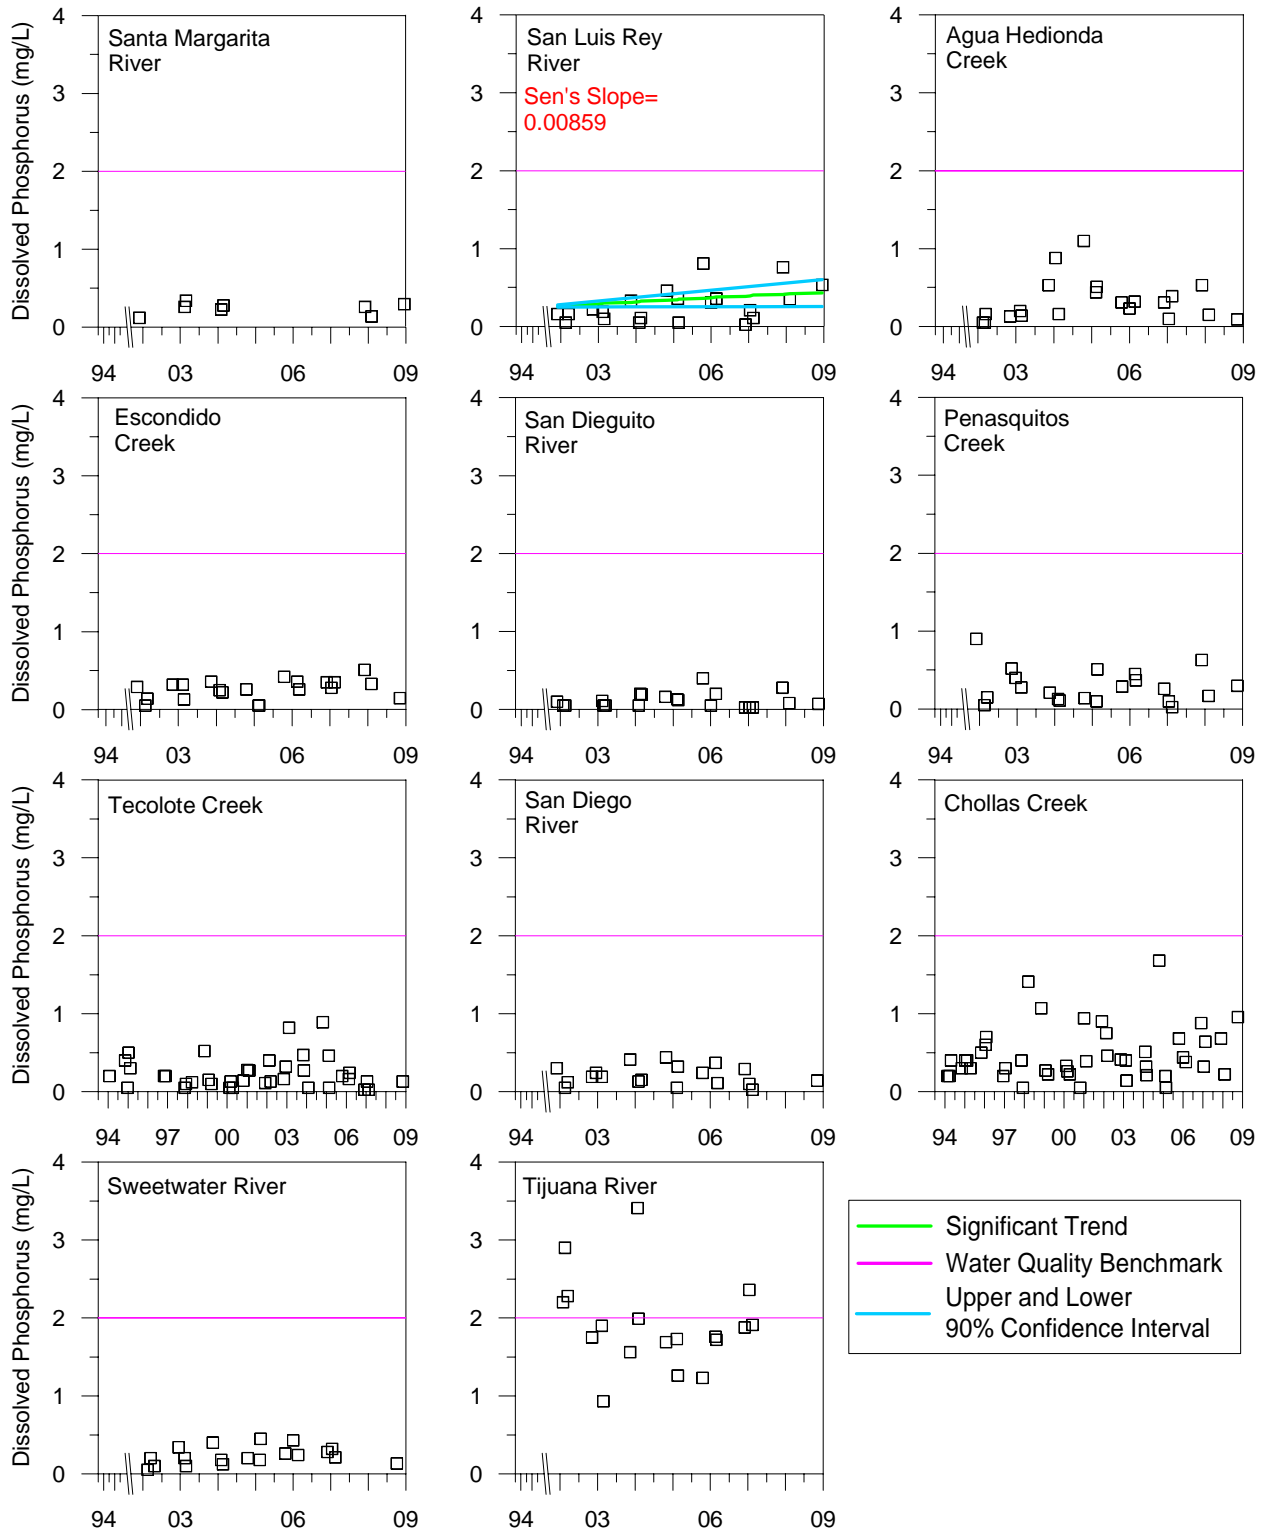 Dissolved Phosphorus (mg/L)
4
3
2
1
0
Santa Margarita
River
94 03 06 09
4
3
2
1
0
San Luis Rey
River
Sen's Slope=
0.00859
94 03 06 09
4
3
2
1
0
Agua Hedionda
Creek
94 03 06 09
Dissolved Phosphorus (mg/L)
4
3
2
1
0
Escondido
Creek
94 03 06 09
4
3
2
1
0
San Dieguito
River
94 03 06 09
4
3
2
1
0
Penasquitos
Creek
94 03 06 09
Dissolved Phosphorus (mg/L)
4
3
2
1
0
Tecolote Creek
94 97 00 03 06 09
4
3
2
1
0
San Diego
River
94 03 06 09
4
3
2
1
0
Chollas Creek
94 97 00 03 06 09
Dissolved Phosphorus (mg/L)
4
3
2
1
0
Sweetwater River
94 03 06 09
4
3
2
1
0
Tijuana River
94 03 06 09
Significant Trend
Water Quality Benchmark
Upper and Lower
90% Confidence Interval